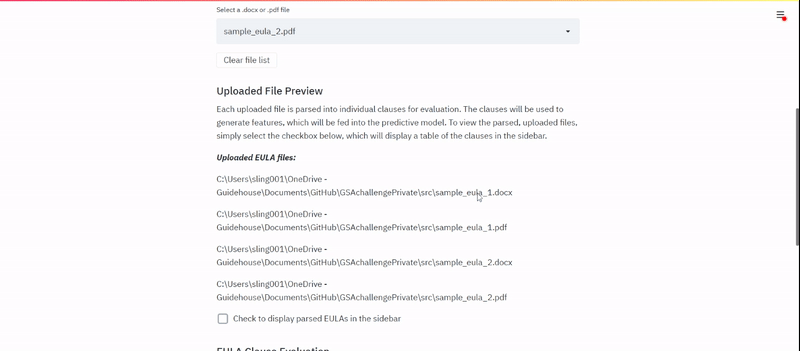 Select a .docx or .pdf file
sample_eula_2.pdf
Clear file list
Uploaded File Preview
Each uploaded file is parsed into individual clauses for evaluation. The clauses will be used to
generate features, which will be fed into the predictive model. To view the parsed, uploaded files,
simply select the checkbox below, which will display a table of the clauses in the sidebar.
Uploaded EULA files:
C:\Users\sling001\OneDrive -
Guidehouse\Documents\GitHub\GSAchallengePrivate\src\sample_eula_1.docx
C:\Users\sling001\OneDrive -
Guidehouse\Documents\GitHub\GSAchallengePrivate\src\sample_eula_1.pdf
C:\Users\sling001\OneDrive -
Guidehouse\Documents\GitHub\GSAchallengePrivate\src\sample_eula_2.docx
C:\Users\sling001\OneDrive -
Guidehouse\Documents\GitHub\GSAchallengePrivate\src\sample_eula_2.pdf
Check to display parsed EULAs in the sidebar
EULA Clause Evaluation